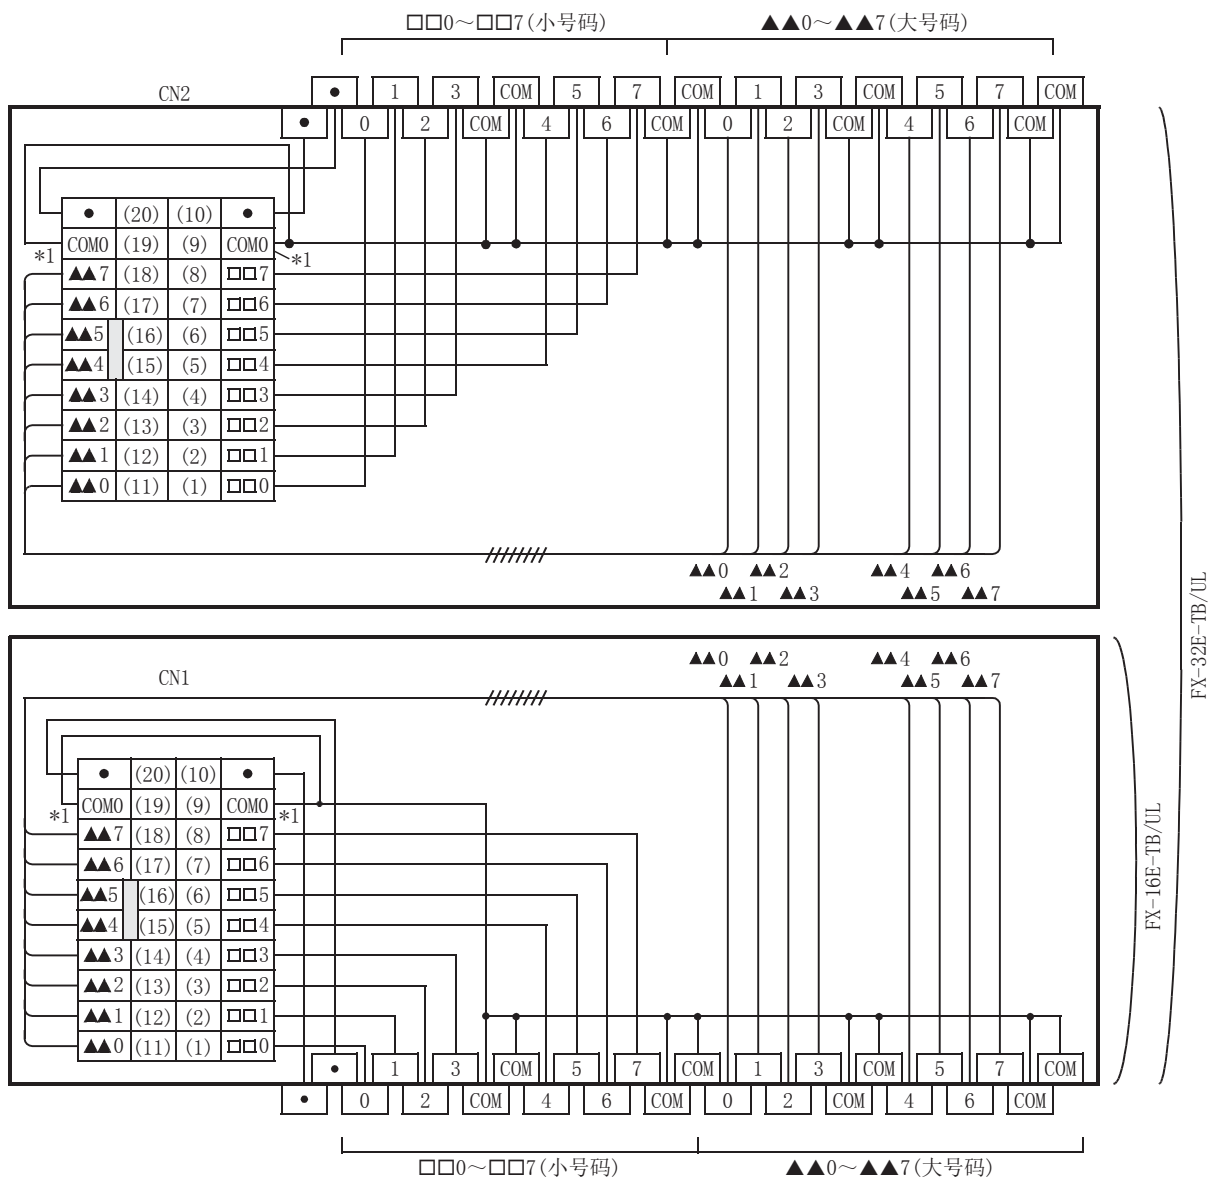 □□0～□□7(小号码) ▲▲0～▲▲7(大号码)
CN2
● 1 3 COM 5 7 COM 1 3 COM 5 7 COM
● 0 2 COM 4 6 COM 0 2 COM 4 6 COM
● (20) (10) ●
COM0 (19) (9) COM0
*1 *1
▲▲7 (18) (8) □□7
▲▲6 (17) (7) □□6
▲▲5 (16) (6) □□5
▲▲4 (15) (5) □□4
▲▲3 (14) (4) □□3
▲▲2 (13) (3) □□2
▲▲1 (12) (2) □□1
▲▲0 (11) (1) □□0
▲▲0 ▲▲2 ▲▲4 ▲▲6
▲▲1 ▲▲3 ▲▲5 ▲▲7
FX-32E-TB/UL
▲▲0 ▲▲2 ▲▲4 ▲▲6
CN1
▲▲1 ▲▲3 ▲▲5 ▲▲7
● (20) (10) ●
COM0 (19) (9) COM0
*1 *1
▲▲7 (18) (8) □□7
▲▲6 (17) (7) □□6
▲▲5 (16) (6) □□5
▲▲4 (15) (5) □□4
▲▲3 (14) (4) □□3
▲▲2 (13) (3) □□2
▲▲1 (12) (2) □□1
▲▲0 (11) (1) □□0
FX-16E-TB/UL
● 1 3 COM 5 7 COM 1 3 COM 5 7 COM
● 0 2 COM 4 6 COM 0 2 COM 4 6 COM
□□0～□□7(小号码) ▲▲0～▲▲7(大号码)